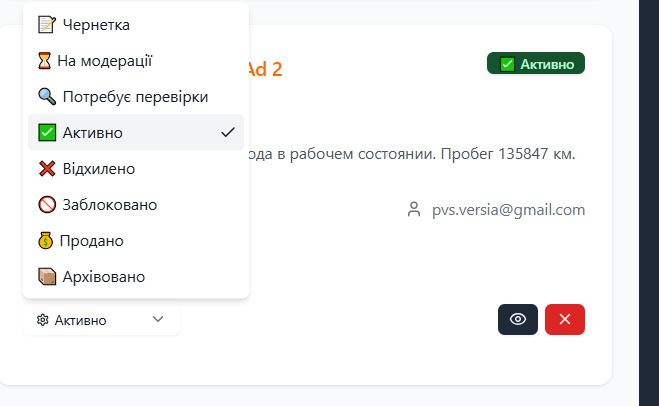 Чернетка
На модерації
Ad 2
Активно
Потребує перевірки
Активно
ода в рабочем состоянии. Пробег 135847 км.
Відхилено
Заблоковано
pvs.versia@gmail.com
Продано
Архівовано
Активно